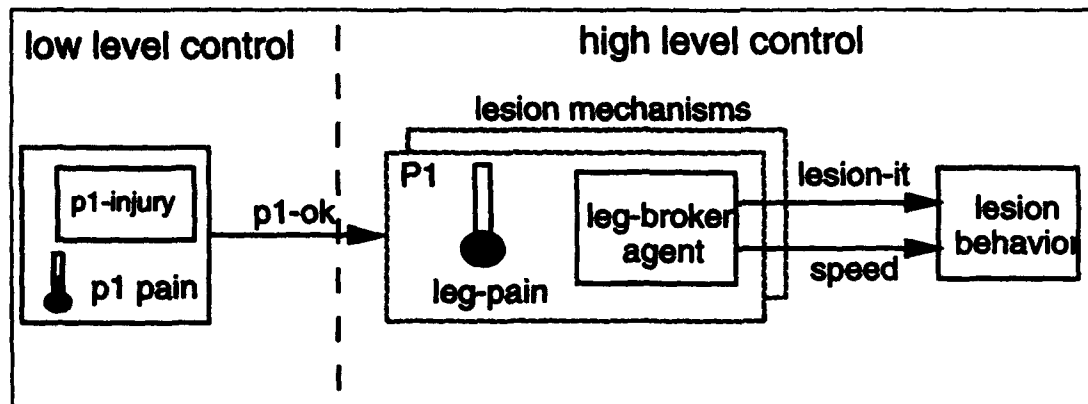 low level control
high level control
lesion mechanisms
p1-injury
p1 pain
p1-ok
P1
leg-pain
leg-broker
agent
lesion-it
speed
lesion
behavior